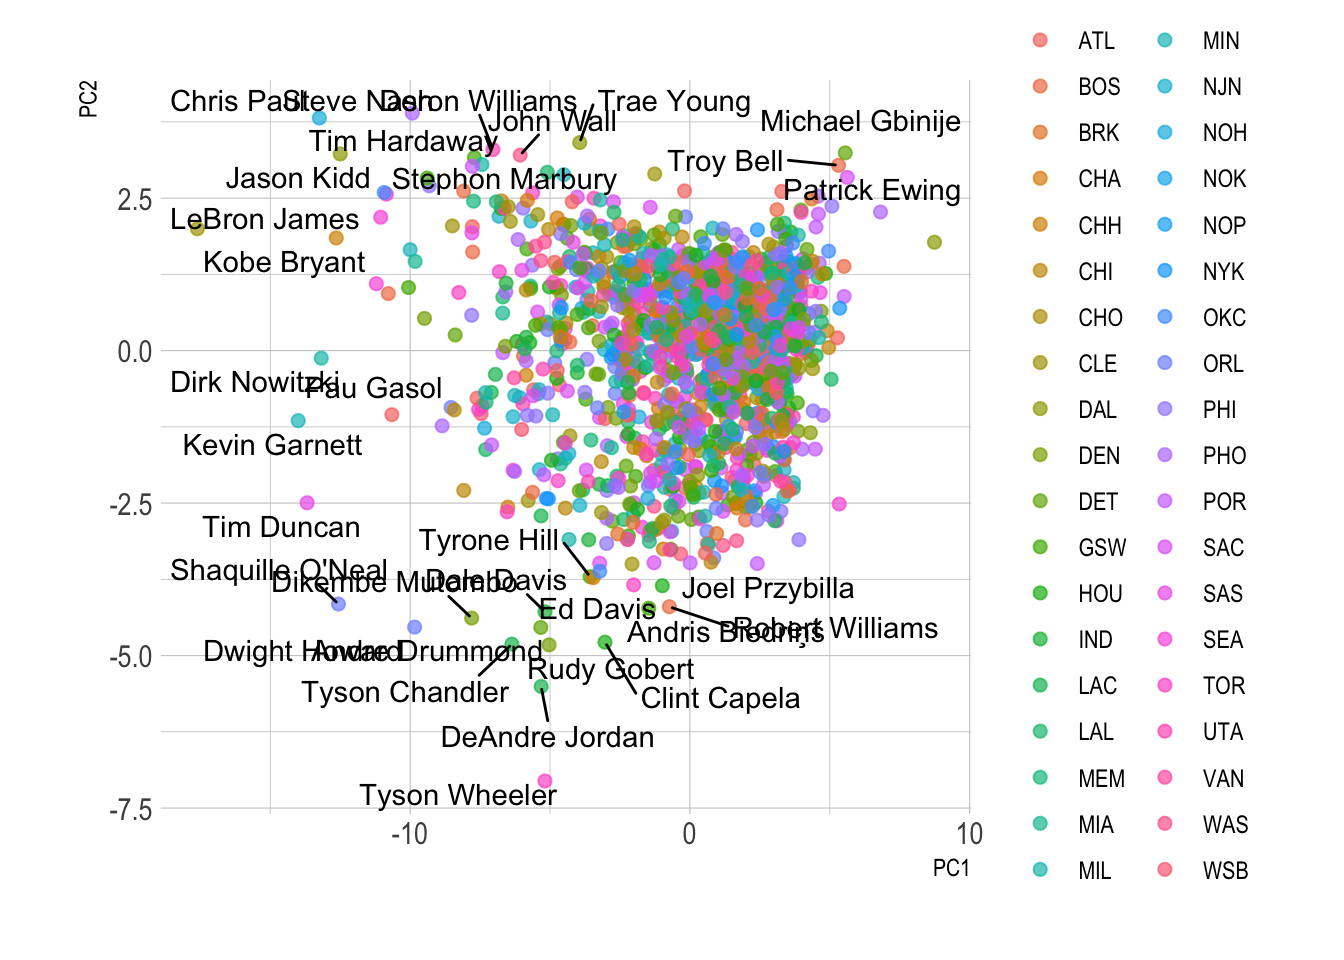 PC2
Chris Paul
Steve Nash
Deron Williams
Trae Young
John Wall
Michael Gbinije
Tim Hardaway
Troy Bell
Jason Kidd
Stephon Marbury
Patrick Ewing
LeBron James
Kobe Bryant
Dirk Nowitzki
Pau Gasol
Kevin Garnett
Tim Duncan
Tyrone Hill
Shaquille O'Neal
Dikembe Mutombo
Dale Davis
Joel Przybilla
Ed Davis
Andris Biedriņš
Robert Williams
Dwight Howard
Andre Drummond
Rudy Gobert
Tyson Chandler
Clint Capela
DeAndre Jordan
Tyson Wheeler
2.5
0.0
-2.5
-5.0
-7.5
-10
0
10
PC1
ATL
BOS
BRK
CHA
CHH
CHI
CHO
CLE
DAL
DEN
DET
GSW
HOU
IND
LAC
LAL
MEM
MIA
MIL
MIN
NJN
NOH
NOK
NOP
NYK
OKC
ORL
PHI
PHO
POR
SAC
SAS
SEA
TOR
UTA
VAN
WAS
WSB